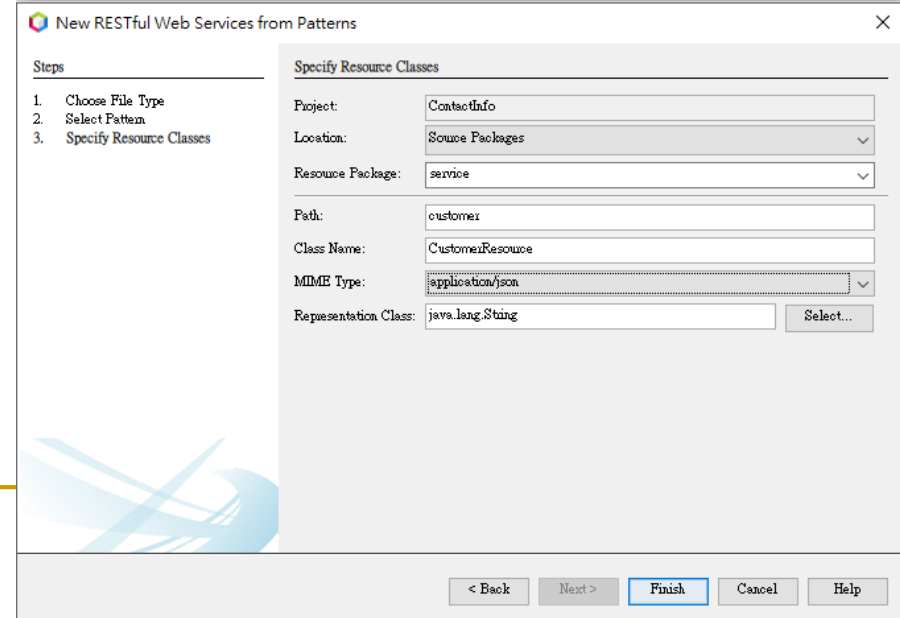 New RESTful Web Services from Patterns
Steps
1. Choose File Type
2. Select Pattern
3. Specify Resource Classes
Specify Resource Classes
Project: ContactInfo
Location: Source Packages
Resource Package: service
Path: customer
Class Name: CustomerResource
MIME Type: application/json
Representation Class: java.lang.String Select...
< Back Next > Finish Cancel Help